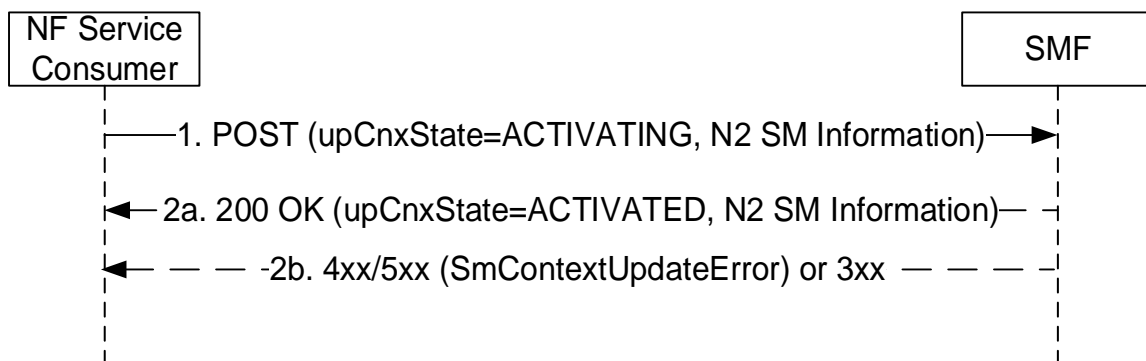 NF Service
Consumer
SMF
1. POST (upCnxState=ACTIVATING, N2 SM Information)
2a. 200 OK (upCnxState=ACTIVATED, N2 SM Information)
2b. 4xx/5xx (SmContextUpdateError) or 3xx